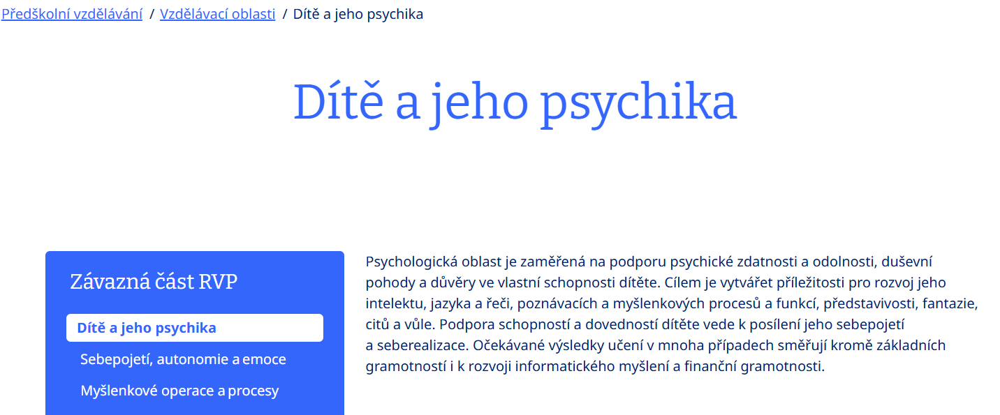 Předškolní vzdělávání / Vzdělávací oblasti / Dítě a jeho psychika
Dítě a jeho psychika
Závazná část RVP
Dítě a jeho psychika
Sebepojetí, autonomie a emoce
Myšlenkové operace a procesy
Psychologická oblast je zaměřená na podporu psychické zdatnosti a odolnosti, duševní
pohody a důvěry ve vlastní schopnosti dítěte. Cílem je vytvářet příležitosti pro rozvoj jeho
intelektu, jazyka a řeči, poznávacích a myšlenkových procesů a funkcí, představivosti, fantazie,
citů a vůle. Podpora schopností a dovedností dítěte vede k posílení jeho sebepojetí
a seberealizace. Očekávané výsledky učení v mnoha případech směřují kromě základních
gramotností i k rozvoji informatického myšlení a finanční gramotnosti.